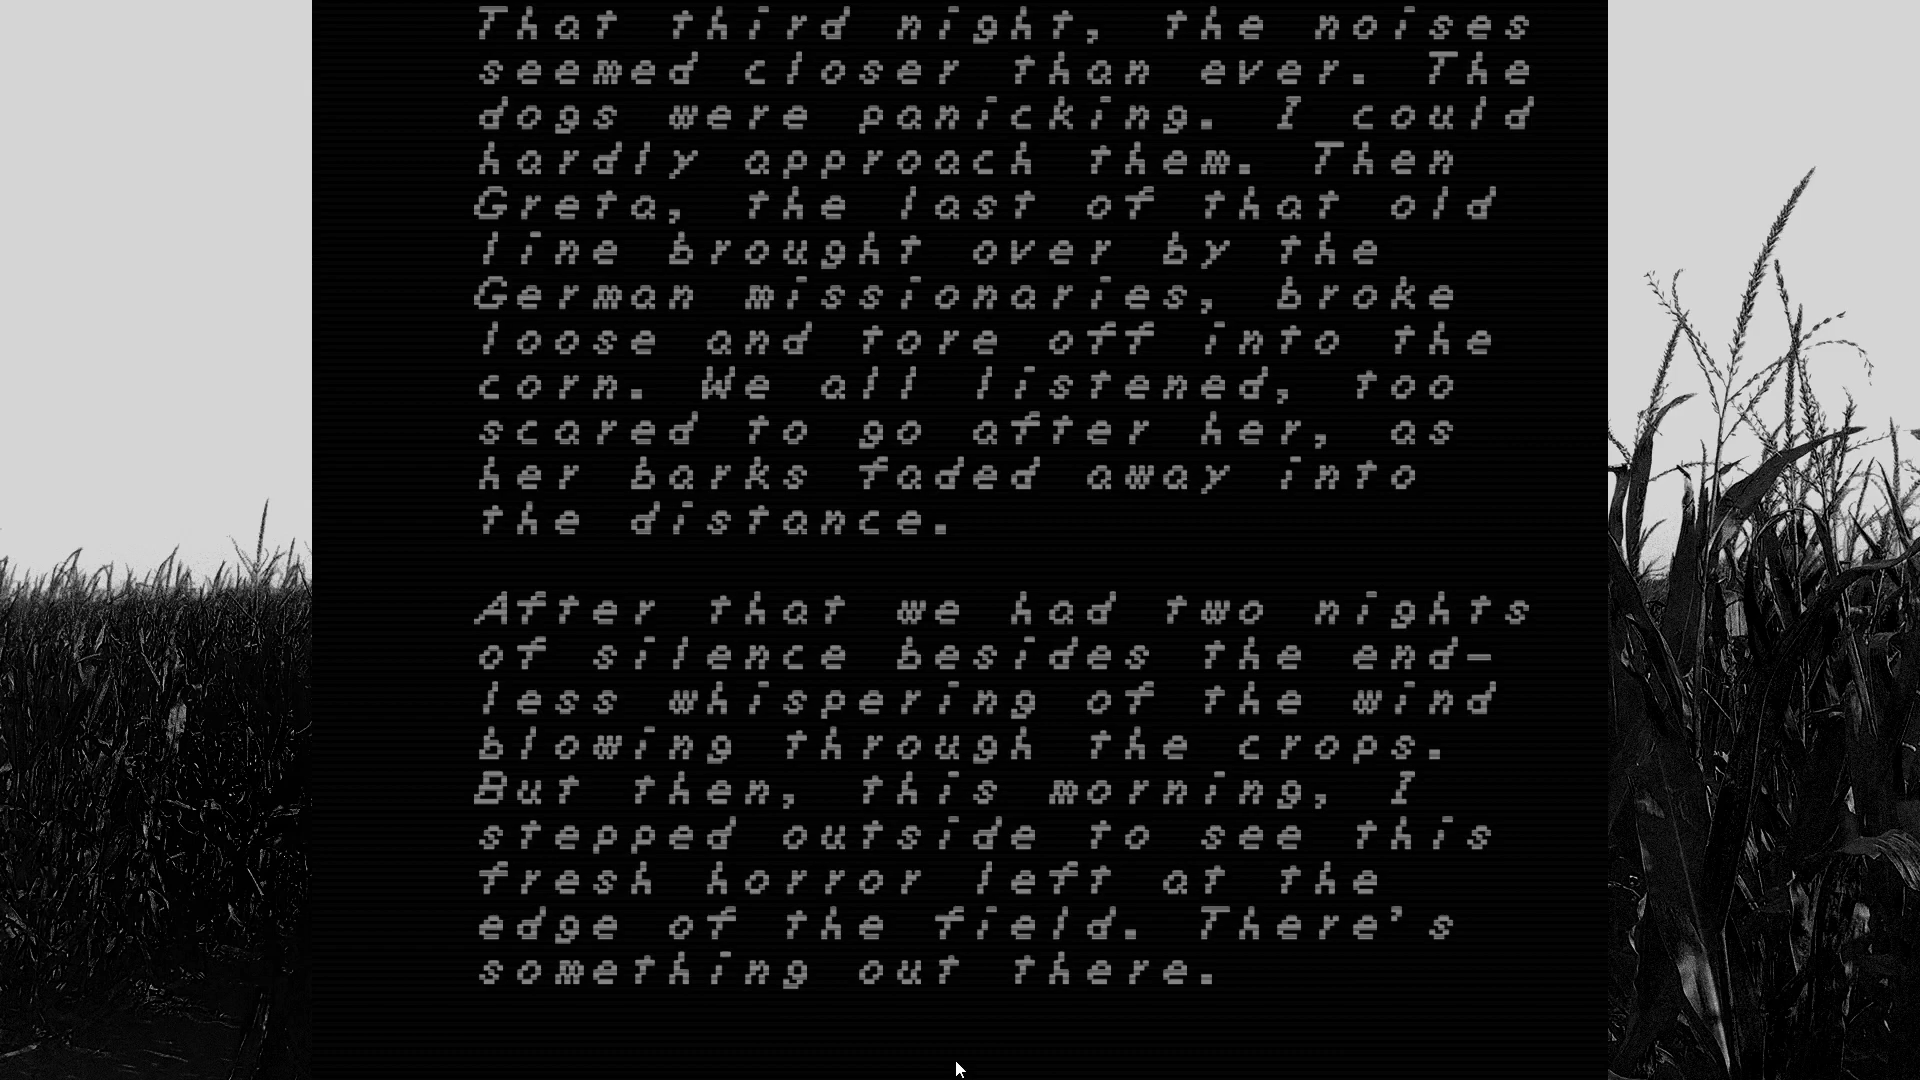 That third night, the noises
seemed closer than ever. The
dogs were panicking. I could
hardly approach them. Then
Greta, the last of that old
line brought over by the
German missionaries, broke
loose and tore off into the
corn. We all listened, too
scared to go after her, as
her barks faded away into
the distance.
After that we had two nights
of silence besides the end-
less whispering of the wind
blowing through the crops.
But then, this morning, I
stepped outside to see this
fresh horror left at the
edge of the field. There's
something out there.